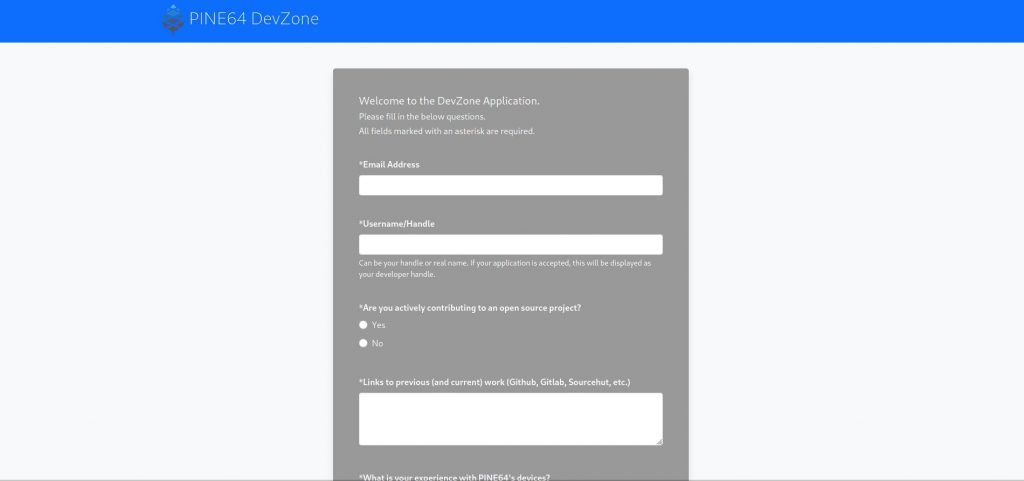 PINE64 DevZone
Welcome to the DevZone Application.
Please fill in the below questions.
All fields marked with an asterisk are required.
*Email Address
*Username/Handle
Can be your handle or real name. If your application is accepted, this will be displayed as
your developer handle.
*Are you actively contributing to an open source project?
Yes
No
*Links to previous (and current) work (Github, Gitlab, Sourcehut, etc.)
*What is your experience with PINE64's devices?